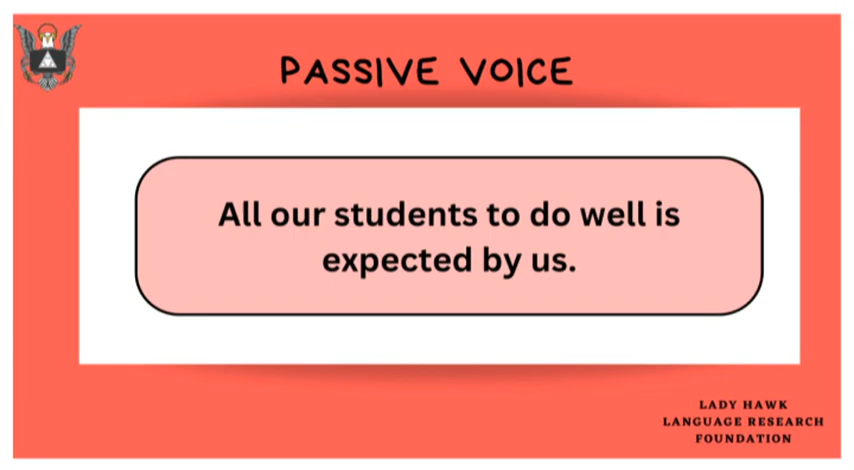 PASSIVE VOICE
All our students to do well is
expected by us.
LADY HAWK
LANGUAGE RESEARCH
FOUNDATION